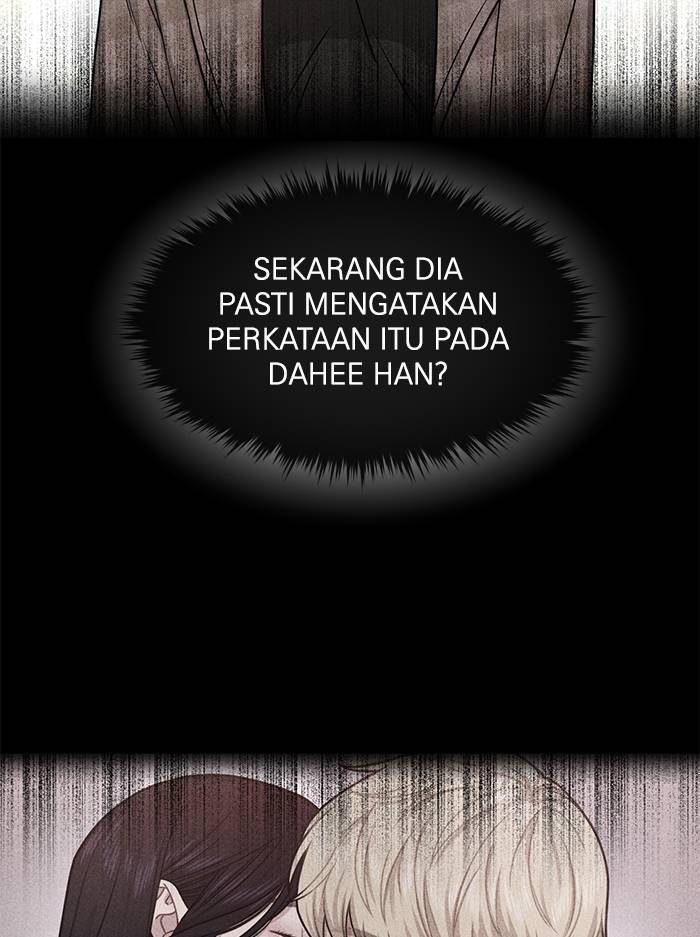 SEKARANG DIA
PASTI MENGATAKAN
PERKATAAN ITU PADA
DAHEE HAN?